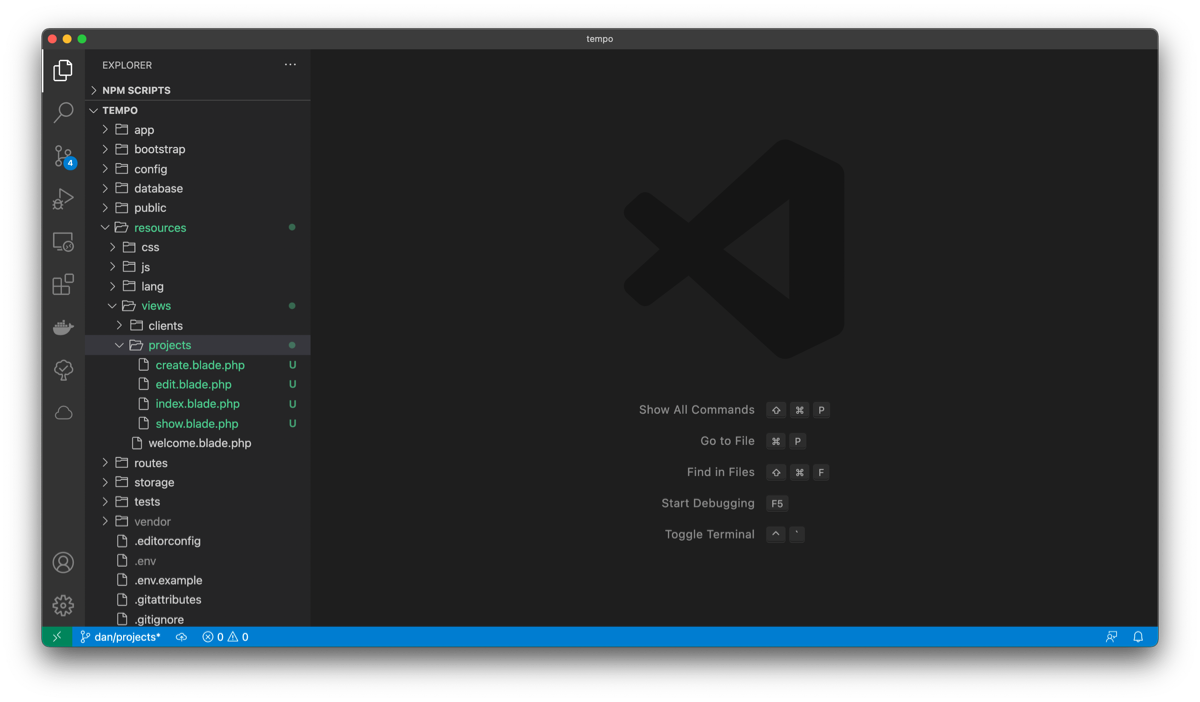 tempo
EXPLORER
NPM SCRIPTS
TEMPO
app
bootstrap
config
database
public
resources
css
js
lang
views
clients
projects
create.blade.php U
edit.blade.php U
index.blade.php U
show.blade.php U
welcome.blade.php
routes
storage
tests
vendor
.editorconfig
.env
.env.example
.gitattributes
.gitignore
4
Show All Commands ⇧ ⌘ P
Go to File ⌘ P
Find in Files ⇧ ⌘ F
Start Debugging F5
Toggle Terminal ^ `
dan/projects* 0 0